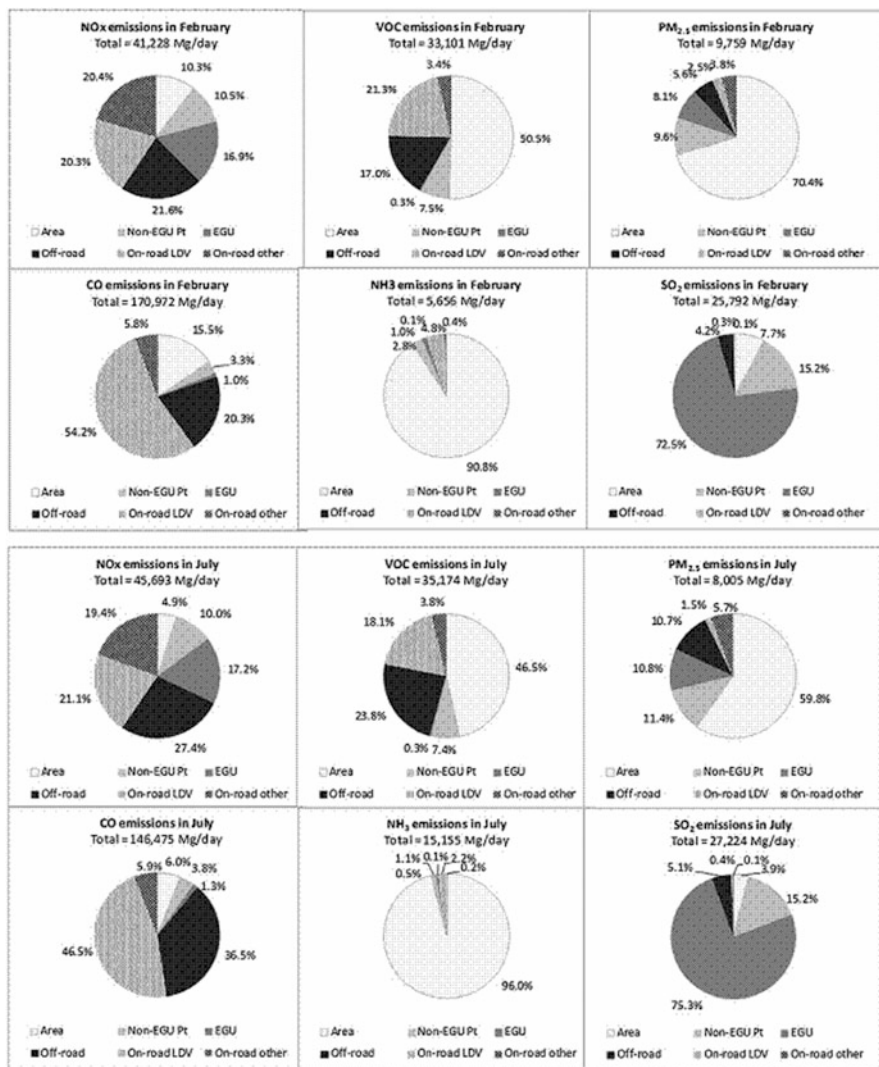 NOx emissions in February
Total = 41,228 Mg/day
20.4% 10.3%
10.5%
20.3% 16.9%
21.6%
Area Non-EGU Pt EGU
Off-road On-road LDV On-road other
VOC emissions in February
Total = 33,101 Mg/day
3.4%
21.3%
50.5%
17.0%
0.3% 7.5%
Area Non-EGU Pt EGU
Off-road On-road LDV On-road other
PM2.5 emissions in February
Total = 9,759 Mg/day
5.6% 2.5% 3.8%
8.1%
9.6%
70.4%
Area Non-EGU Pt EGU
Off-road On-road LDV On-road other
CO emissions in February
Total = 170,972 Mg/day
5.8% 15.5%
3.3%
1.0%
54.2% 20.3%
Area Non-EGU Pt EGU
Off-road On-road LDV On-road other
NH3 emissions in February
Total = 5,656 Mg/day
0.1% 0.4%
1.0% 4.8%
2.8%
90.8%
Area Non-EGU Pt EGU
Off-road On-road LDV On-road other
SO2 emissions in February
Total = 25,792 Mg/day
4.2% 0.3% 0.1% 7.7%
15.2%
72.5%
Area Non-EGU Pt EGU
Off-road On-road LDV On-road other
NOx emissions in July
Total = 45,693 Mg/day
19.4% 4.9% 10.0%
17.2%
21.1%
27.4%
Area Non-EGU Pt EGU
Off-road On-road LDV On-road other
VOC emissions in July
Total = 35,174 Mg/day
18.1% 3.8%
46.5%
23.8%
0.3% 7.4%
Area Non-EGU Pt EGU
Off-road On-road LDV On-road other
PM2.5 emissions in July
Total = 8,005 Mg/day
1.5% 5.7%
10.7%
10.8%
11.4% 59.8%
Area Non-EGU Pt EGU
Off-road On-road LDV On-road other
CO emissions in July
Total = 146,475 Mg/day
5.9% 6.0% 3.8%
1.3%
46.5% 36.5%
Area Non-EGU Pt EGU
Off-road On-road LDV On-road other
NH3 emissions in July
Total = 15,155 Mg/day
1.1% 0.1% 2.2%
0.5% 0.2%
96.0%
Area Non-EGU Pt EGU
Off-road On-road LDV On-road other
SO2 emissions in July
Total = 27,224 Mg/day
5.1% 0.4% 0.1% 3.9%
15.2%
75.3%
Area Non-EGU Pt EGU
Off-road On-road LDV On-road other